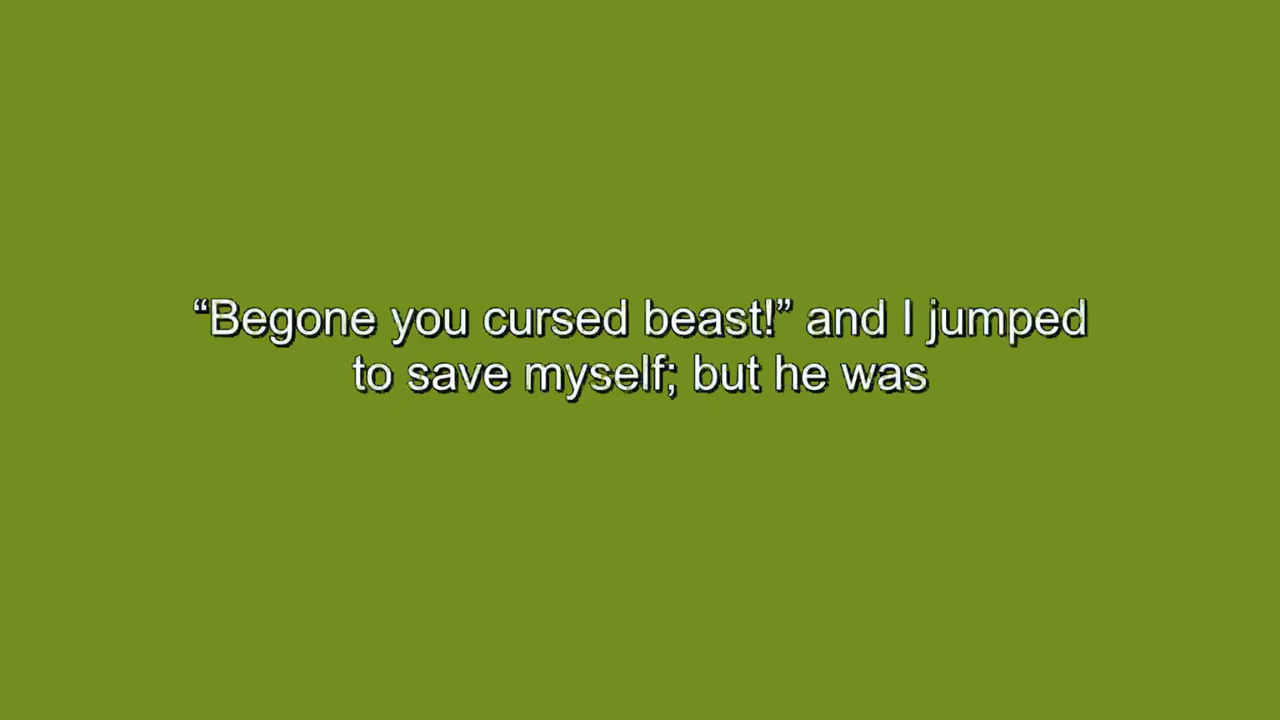 “Begone you cursed beast!” and I jumped
to save myself; but he was